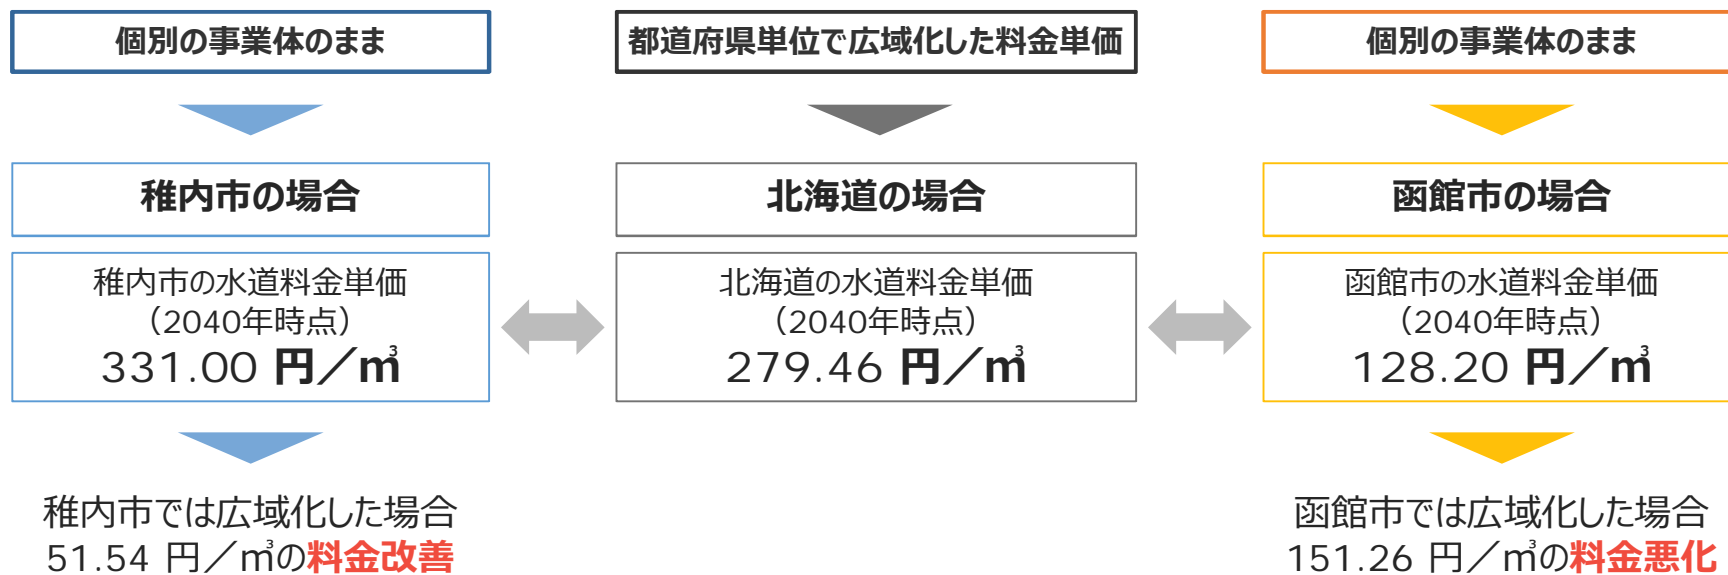 個別の事業体のまま
都道府県単位で広域化した料金単価
個別の事業体のまま
稚内市の場合
北海道の場合
函館市の場合
稚内市の水道料金単価
（2040年時点）
331.00 円／㎥
北海道の水道料金単価
（2040年時点）
279.46 円／㎥
函館市の水道料金単価
（2040年時点）
128.20 円／㎥
稚内市では広域化した場合
51.54 円／㎥の料金改善
函館市では広域化した場合
151.26 円／㎥の料金悪化